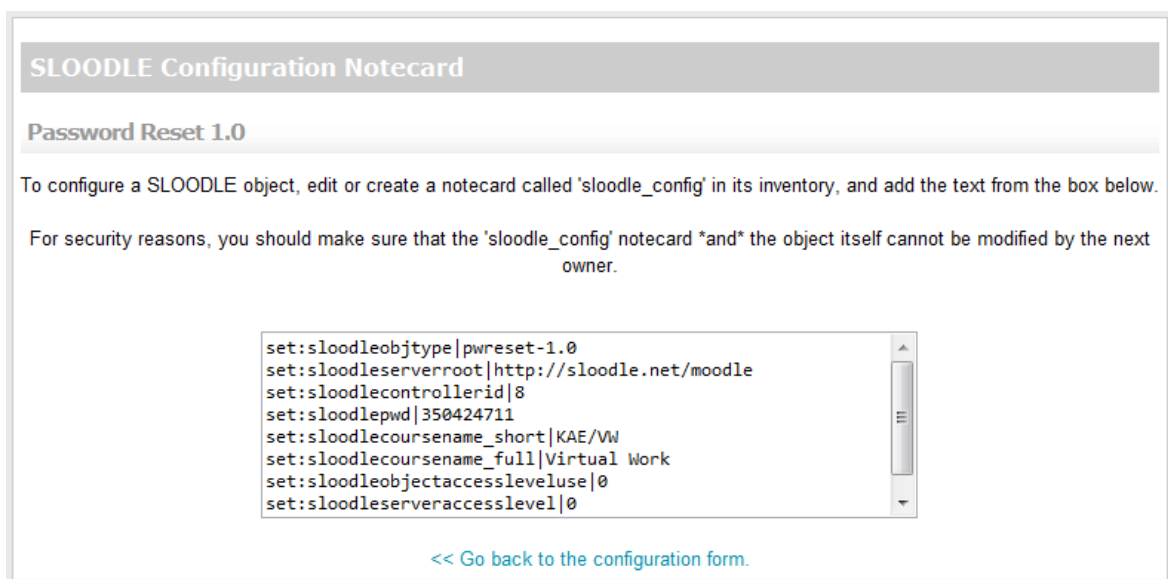 SLOODLE Configuration Notecard
Password Reset 1.0
To configure a SLOODLE object, edit or create a notecard called 'sloodle_config' in its inventory, and add the text from the box below.
For security reasons, you should make sure that the 'sloodle_config' notecard *and* the object itself cannot be modified by the next
owner.
set:sloodleobjtype|pwreset-1.0
set:sloodleserverroot|http://sloodle.net/moodle
set:sloodlecontrollerid|8
set:sloodlepwd|350424711
set:sloodlecoursename_short|KAE/VW
set:sloodlecoursename_full|Virtual Work
set:sloodleobjectaccessleveluse|0
set:sloodleserveraccesslevel|0
<< Go back to the configuration form.